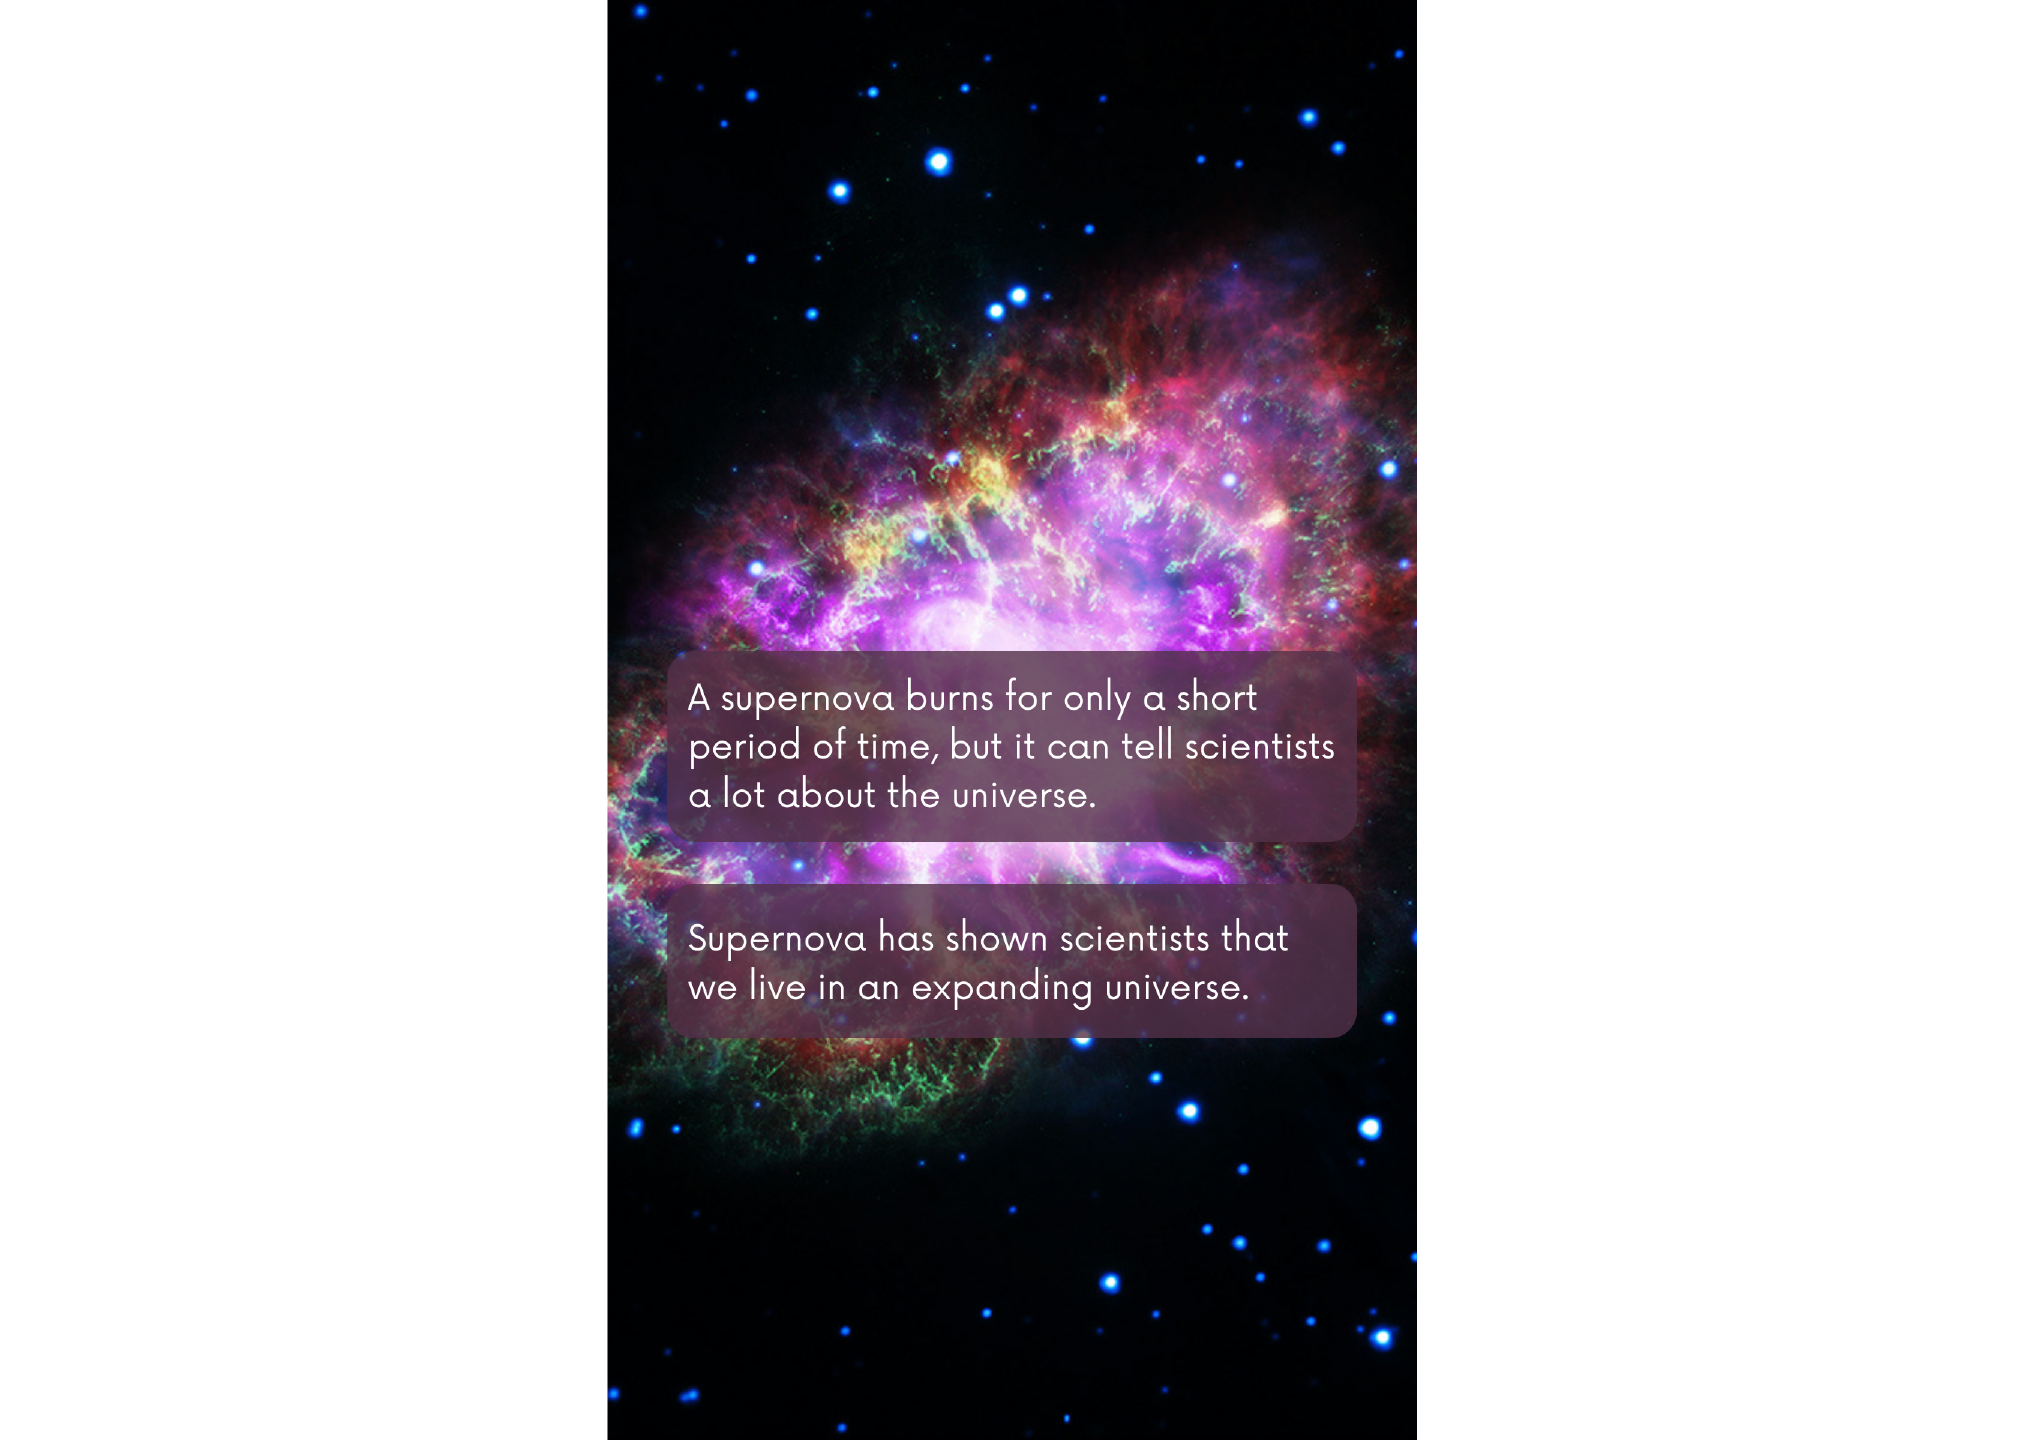 A supernova burns for only a short
period of time, but it can tell scientists
a lot about the universe.
Supernova has shown scientists that
we live in an expanding universe.